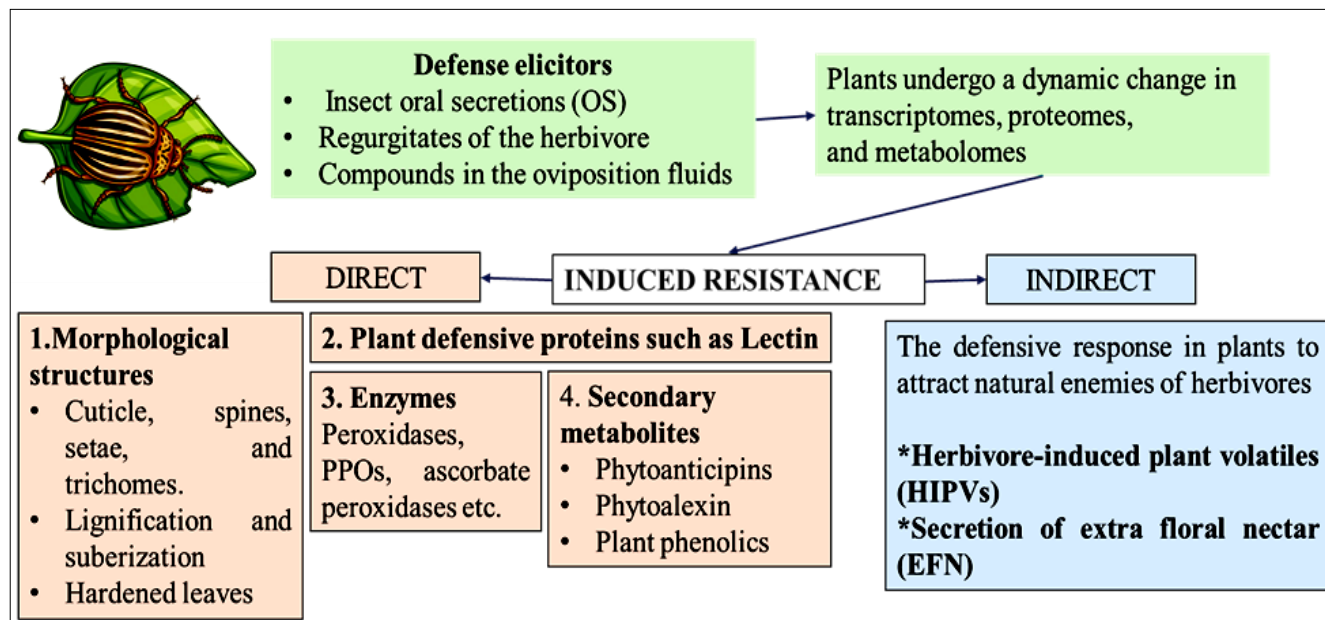 Defense elicitors
• Insect oral secretions (OS)
• Regurgitates of the herbivore
• Compounds in the oviposition fluids
Plants undergo a dynamic change in
transcriptomes, proteomes,
and metabolomes
DIRECT
INDUCED RESISTANCE
INDIRECT
1.Morphological
structures
• Cuticle, spines,
setae, and
trichomes.
• Lignification and
suberization
• Hardened leaves
2. Plant defensive proteins such as Lectin
3. Enzymes
Peroxidases,
PPOs, ascorbate
peroxidases etc.
4. Secondary
metabolites
• Phytoanticipins
• Phytoalexin
• Plant phenolics
The defensive response in plants to
attract natural enemies of herbivores
*Herbivore-induced plant volatiles
(HIPVs)
*Secretion of extra floral nectar
(EFN)